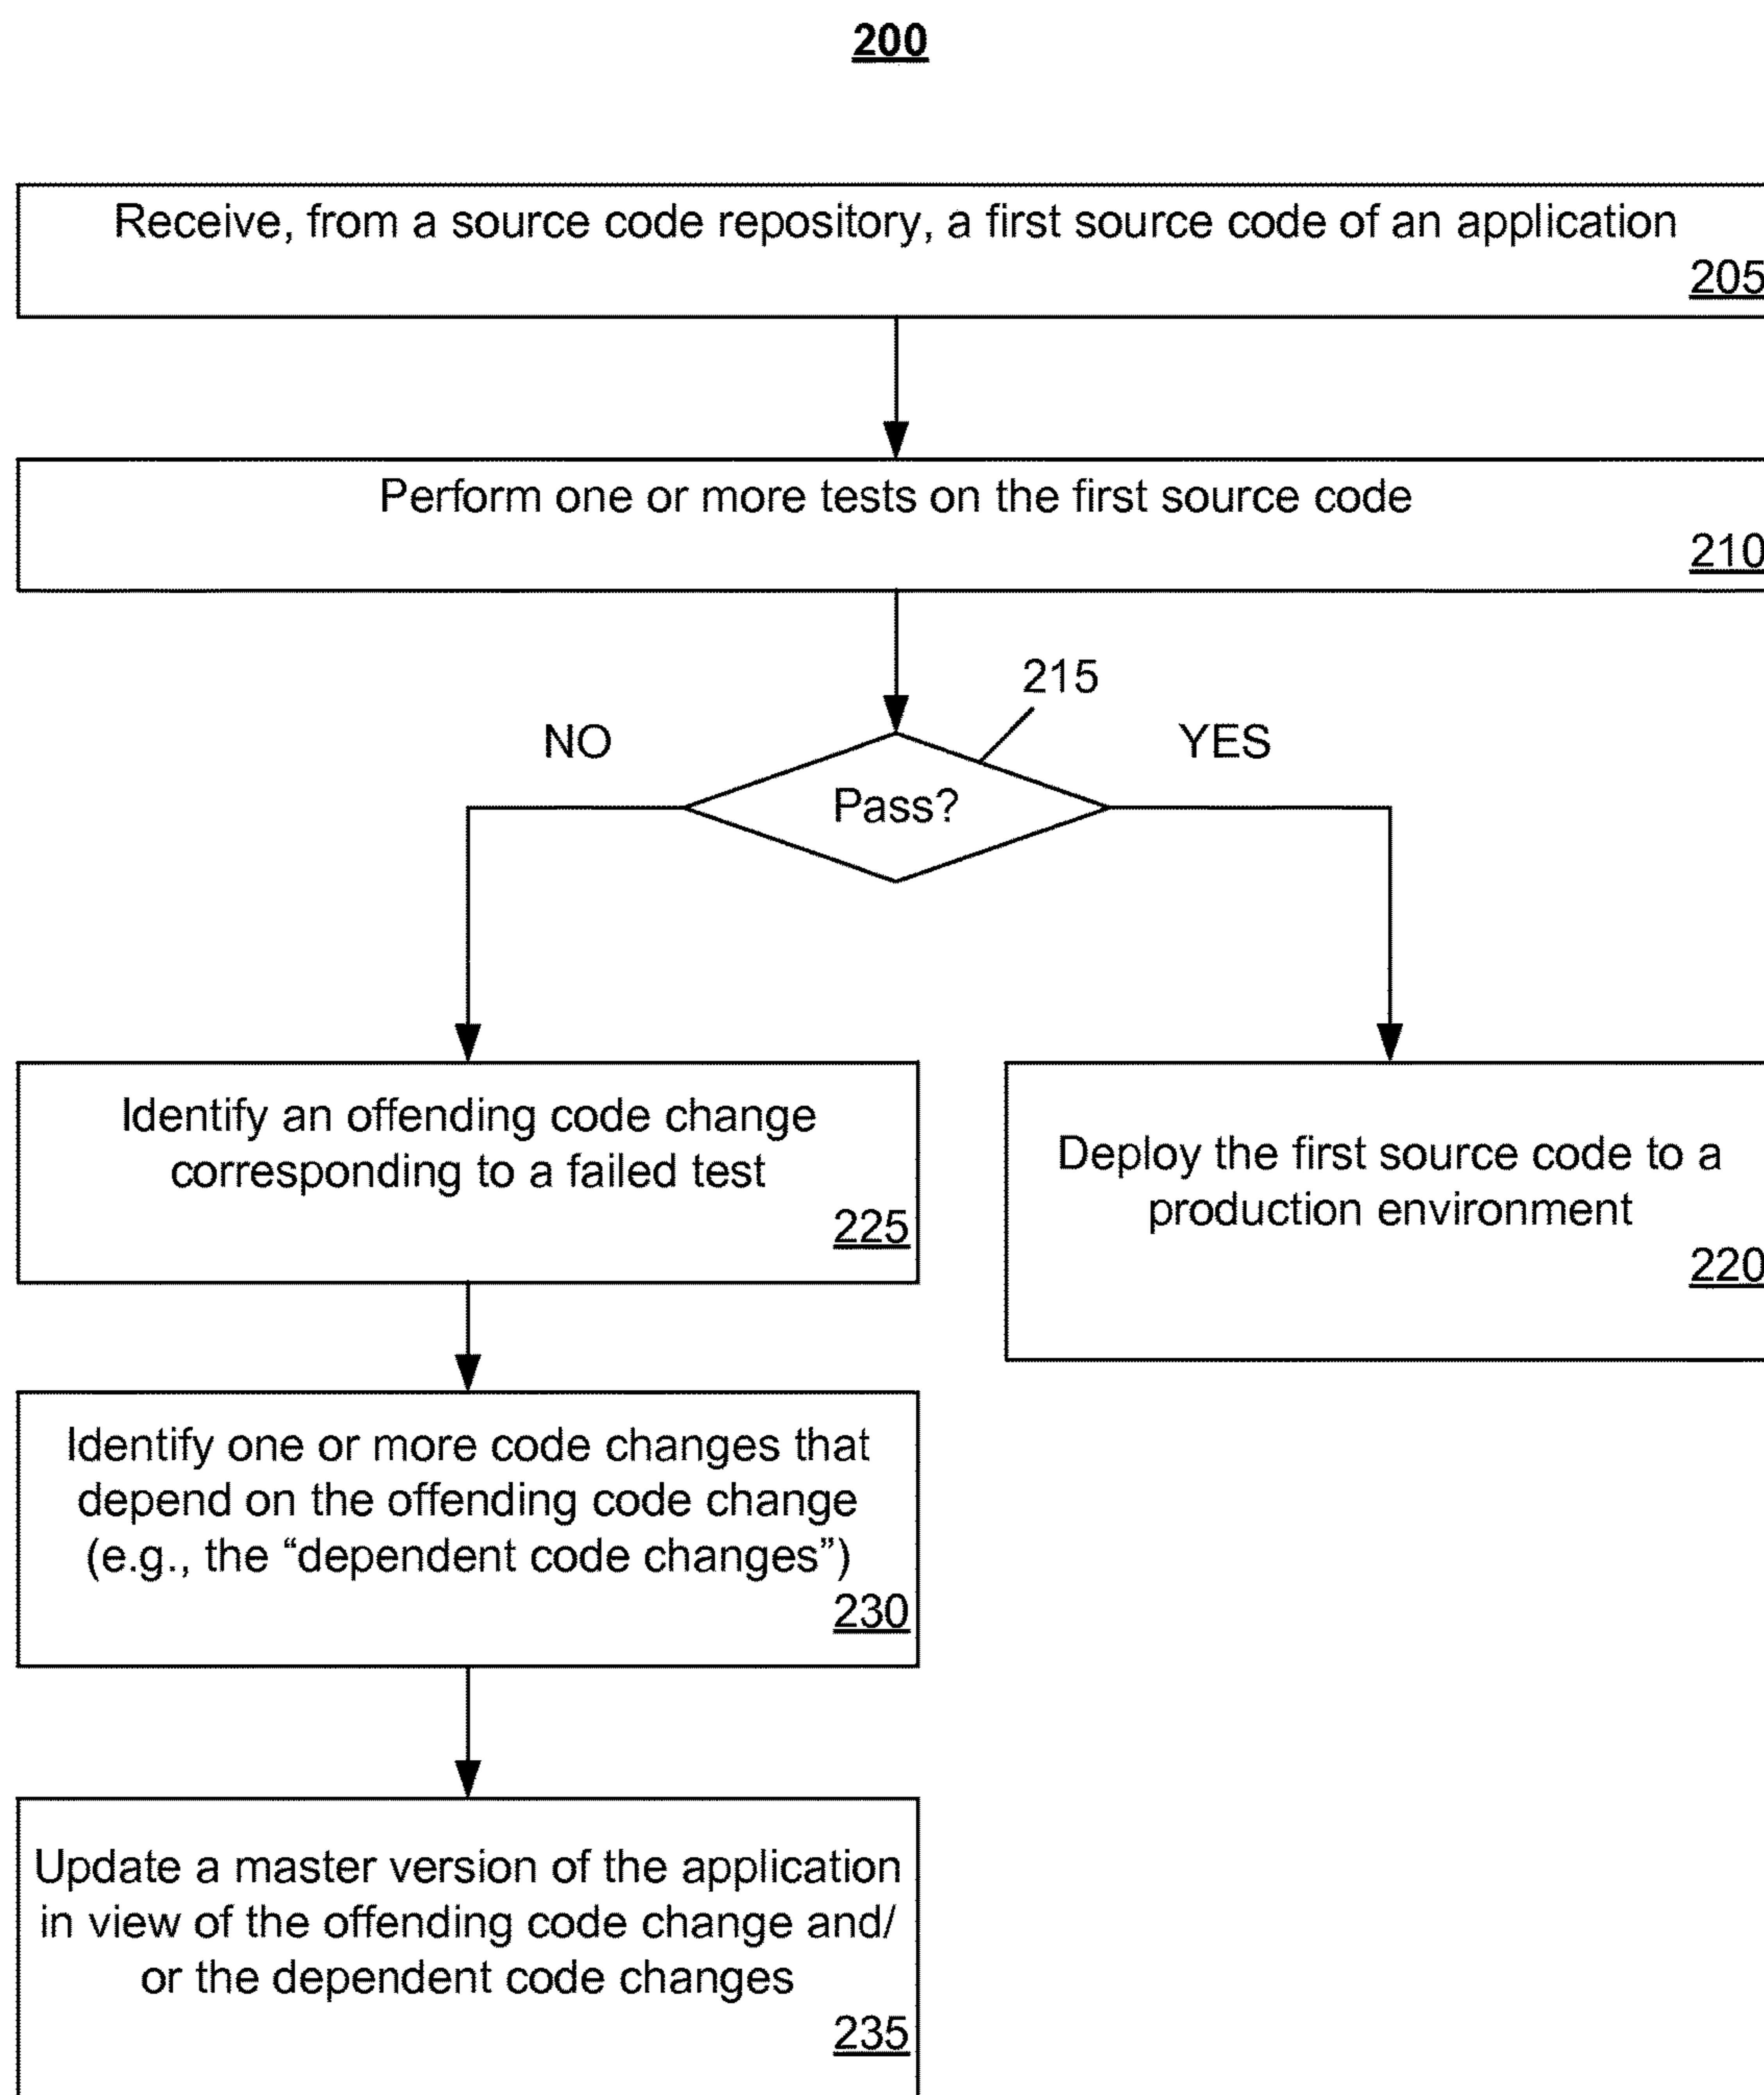 200
Receive, from a source code repository, a first source code of an application
205
Perform one or more tests on the first source code
210
215
NO
YES
Pass?
Identify an offending code change
corresponding to a failed test
225
Deploy the first source code to a
production environment
220
Identify one or more code changes that
depend on the offending code change
(e.g., the “dependent code changes”)
230
Update a master version of the application
in view of the offending code change and/
or the dependent code changes
235